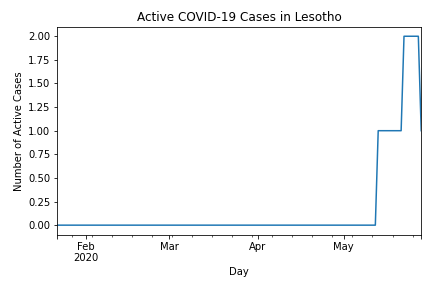 Active COVID-19 Cases in Lesotho
Number of Active Cases
2.00
1.75
1.50
1.25
1.00
0.75
0.50
0.25
0.00
Feb Mar Apr May
2020
Day